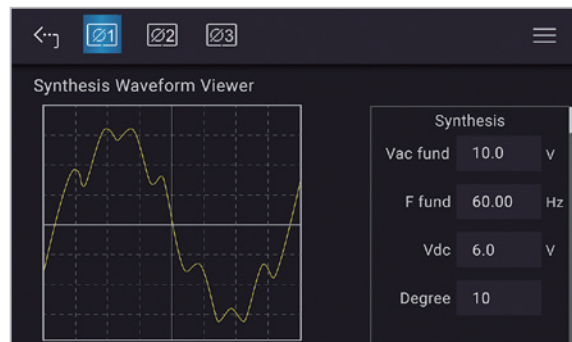 Ø1 Ø2 Ø3
Synthesis Waveform Viewer
Synthesis
Vac fund 10.0 V
F fund 60.00 Hz
Vdc 6.0 V
Degree 10